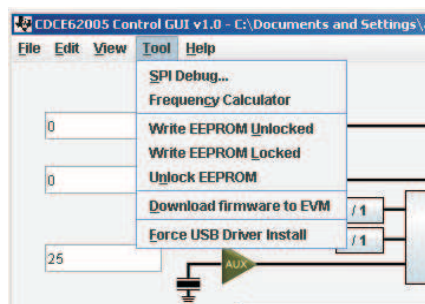 CDCE62005 Control GUI v1.0 - C:\Documents and Settings\
File Edit View Tool Help
SPI Debug...
Frequency Calculator
0
Write EEPROM Unlocked
Write EEPROM Locked
0
Unlock EEPROM
Download firmware to EVM
/ 1
Force USB Driver Install
/ 1
25
AUX